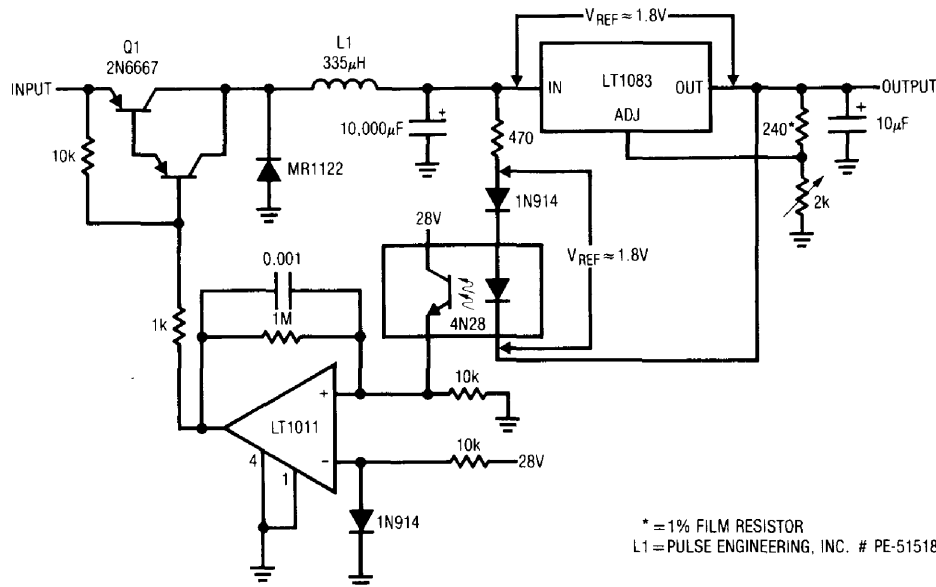 VREF≈1.8V
Q1
2N6667
L1
335μH
INPUT
IN
LT1083
OUT
ADJ
OUTPUT
10,000μF
+
470
240*
+
10μF
10k
MR1122
1N914
2k
28V
VREF≈1.8V
0.001
4N28
1M
1k
10k
+
LT1011
10k
−
28V
4
1
1N914
* =1% FILM RESISTOR
L1=PULSE ENGINEERING, INC. # PE-51518